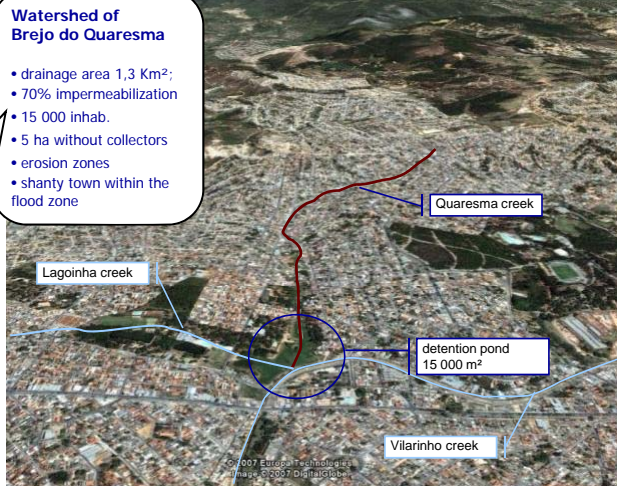 Watershed of
Brejo do Quaresma
• drainage area 1,3 Km²;
• 70% impermeabilization
• 15 000 inhab.
• 5 ha without collectors
• erosion zones
• shanty town within the
flood zone
Quaresma creek
Lagoinha creek
detention pond
15 000 m²
Vilarinho creek
© 2007 Europa Technologies
Image © 2007 DigitalGlobe